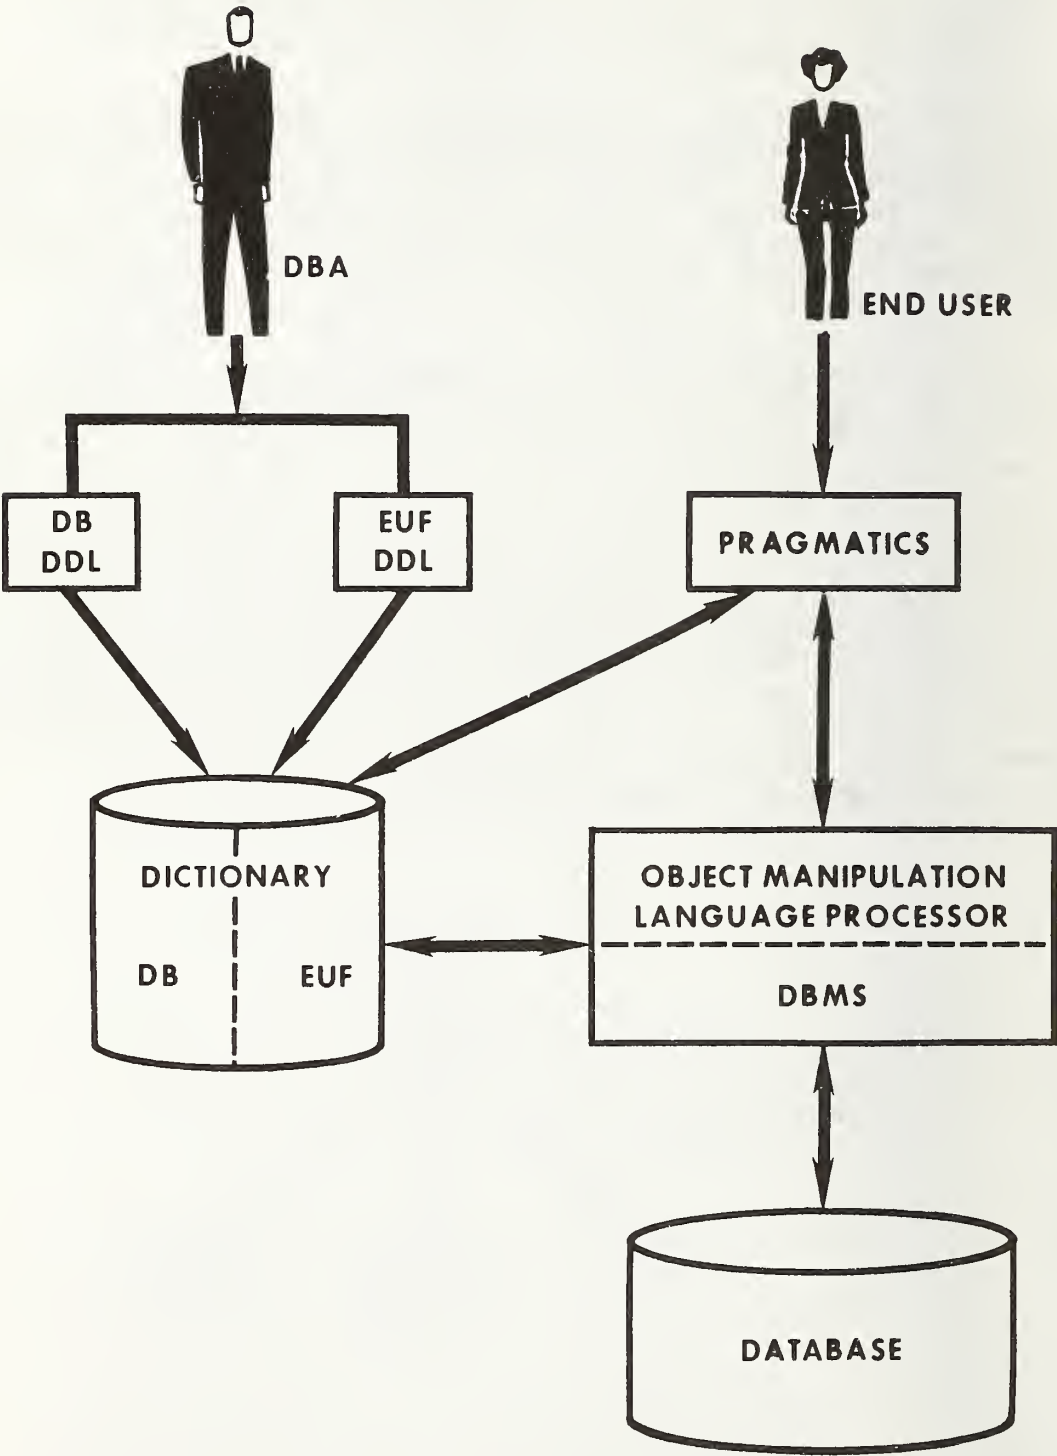 DBA
END USER
DB
DDL
EUF
DDL
PRAGMATICS
DICTIONARY
DB
EUF
OBJECT MANIPULATION
LANGUAGE PROCESSOR
DBMS
DATABASE